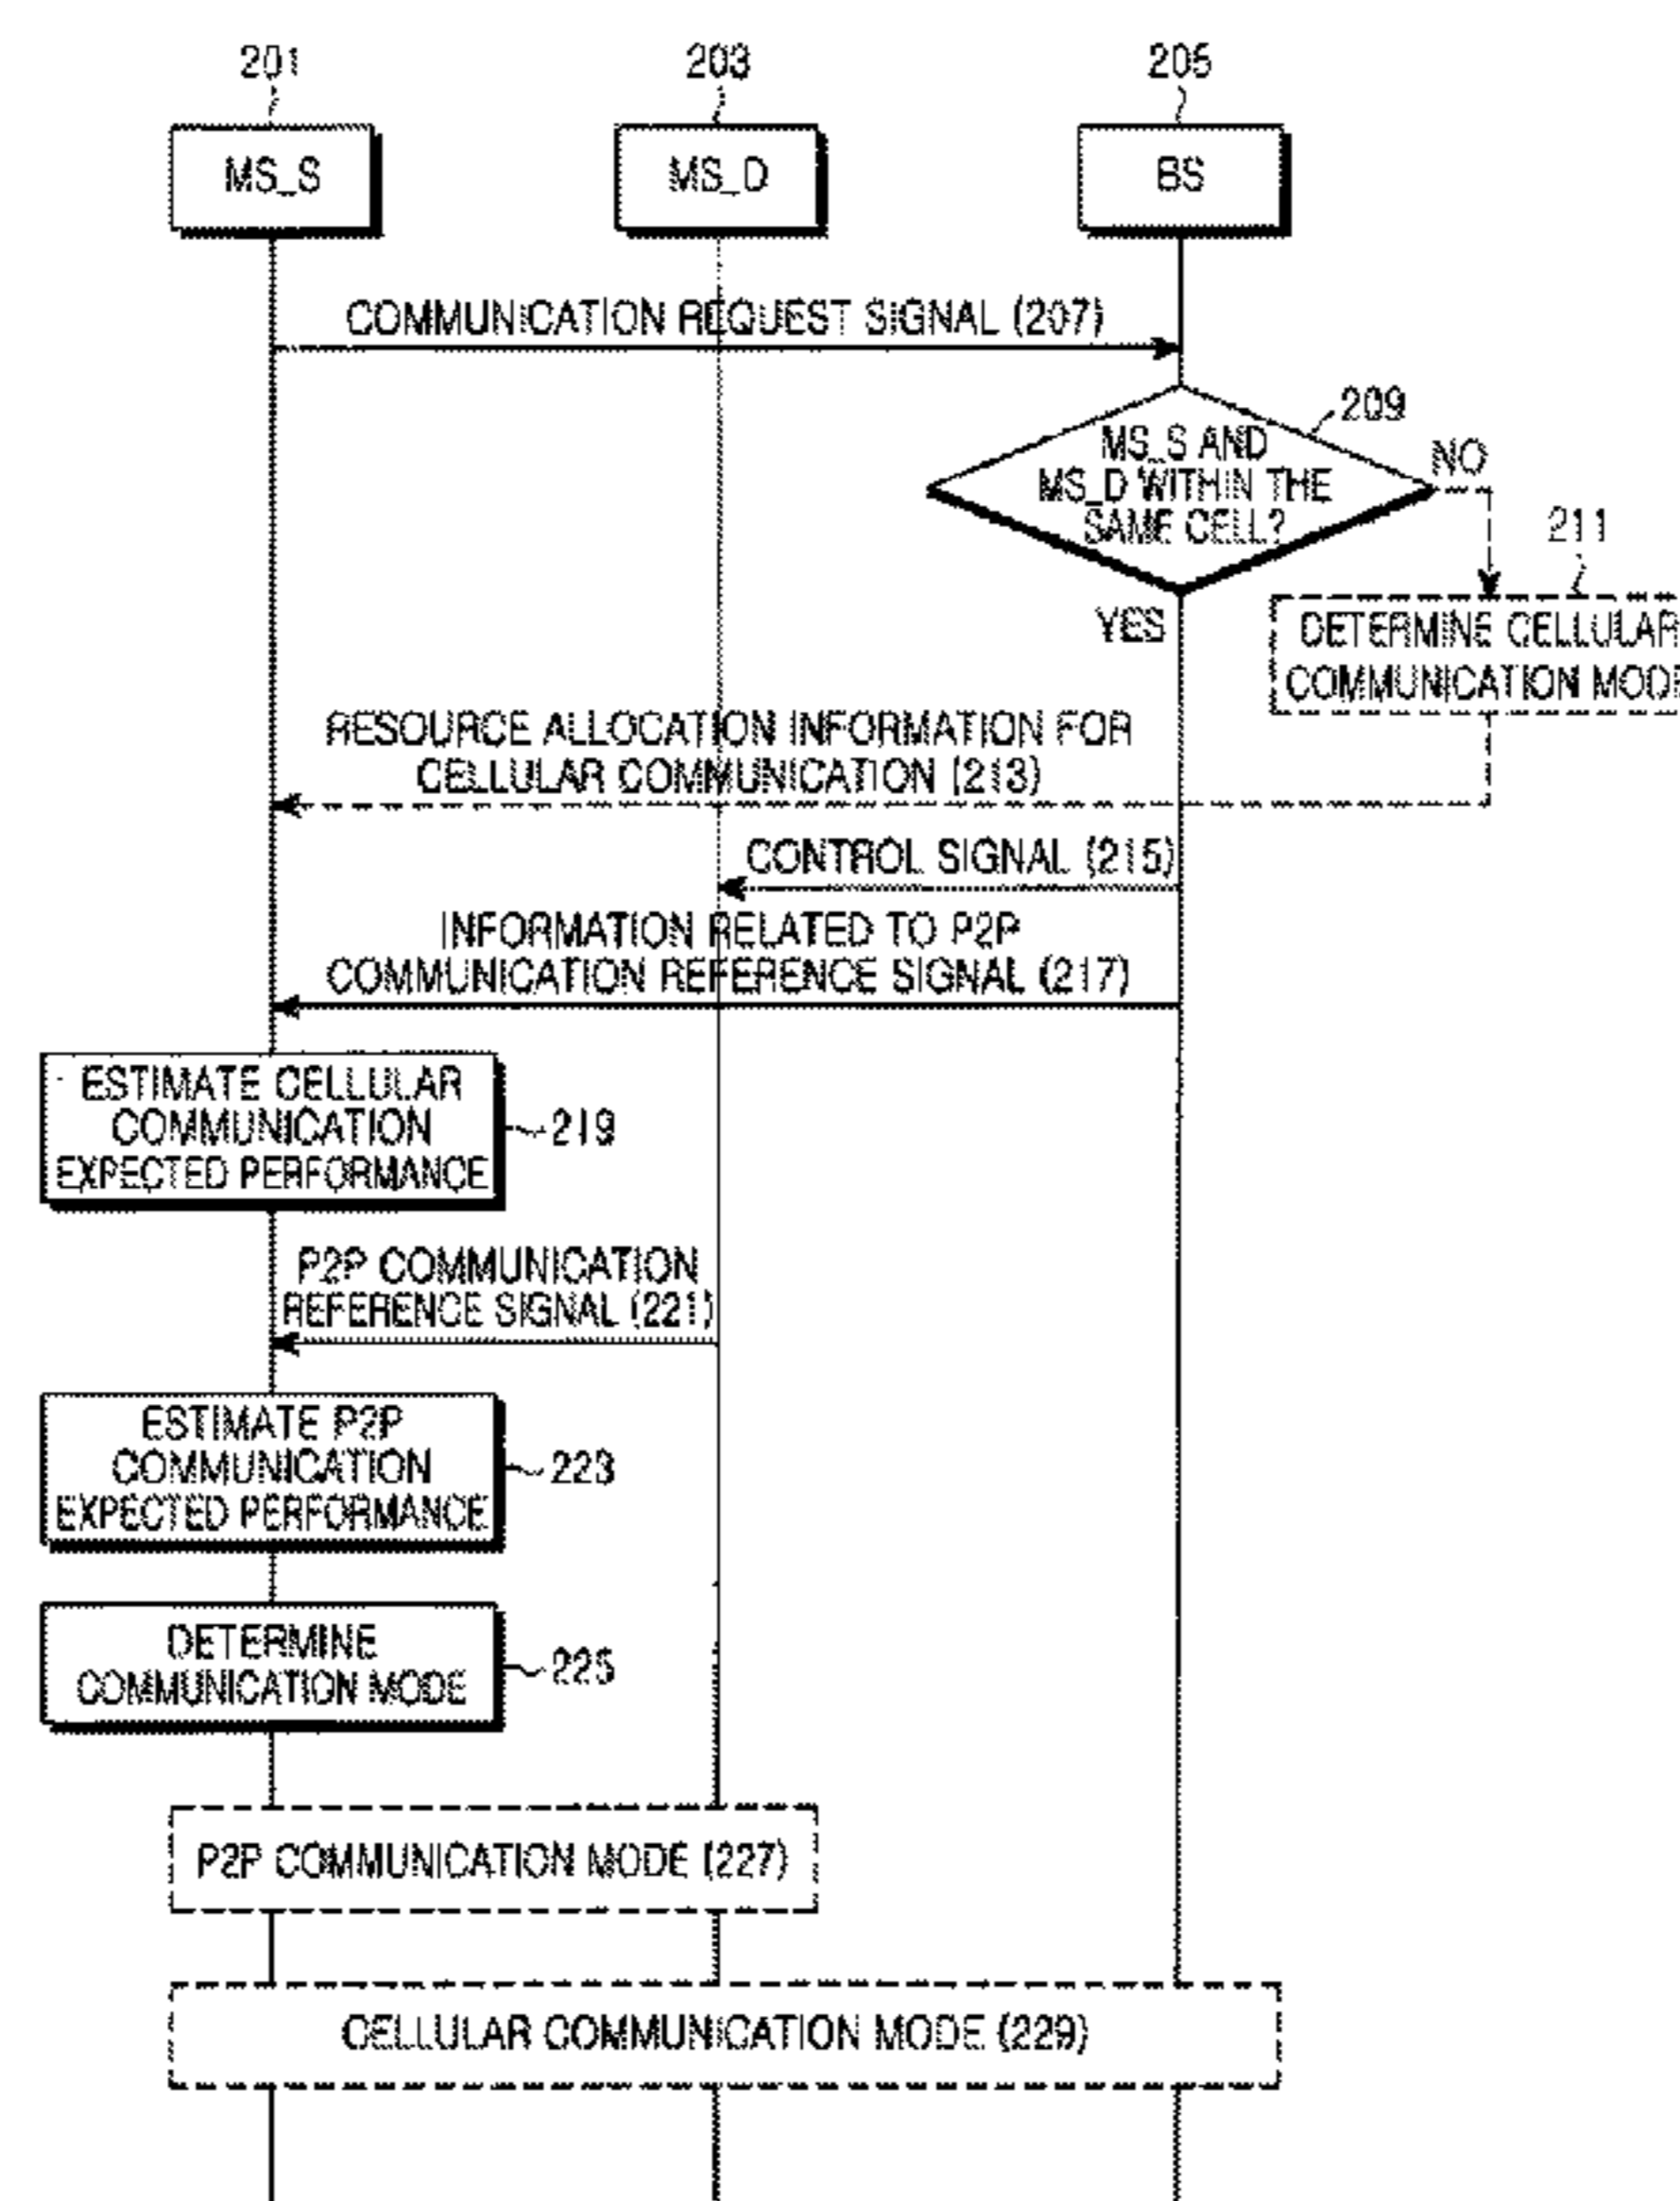 201
203
205
MS_S
MS_D
BS
COMMUNICATION REQUEST SIGNAL (207)
209
MS_S AND
MS_D WITHIN THE
SAME CELL?
NO
211
YES
DETERMINE CELLULAR
COMMUNICATION MODE
RESOURCE ALLOCATION INFORMATION FOR
CELLULAR COMMUNICATION (213)
CONTROL SIGNAL (215)
INFORMATION RELATED TO P2P
COMMUNICATION REFERENCE SIGNAL (217)
ESTIMATE CELLULAR
COMMUNICATION
EXPECTED PERFORMANCE
219
P2P COMMUNICATION
REFERENCE SIGNAL (221)
ESTIMATE P2P
COMMUNICATION
EXPECTED PERFORMANCE
223
DETERMINE
COMMUNICATION MODE
225
P2P COMMUNICATION MODE (227)
CELLULAR COMMUNICATION MODE (229)